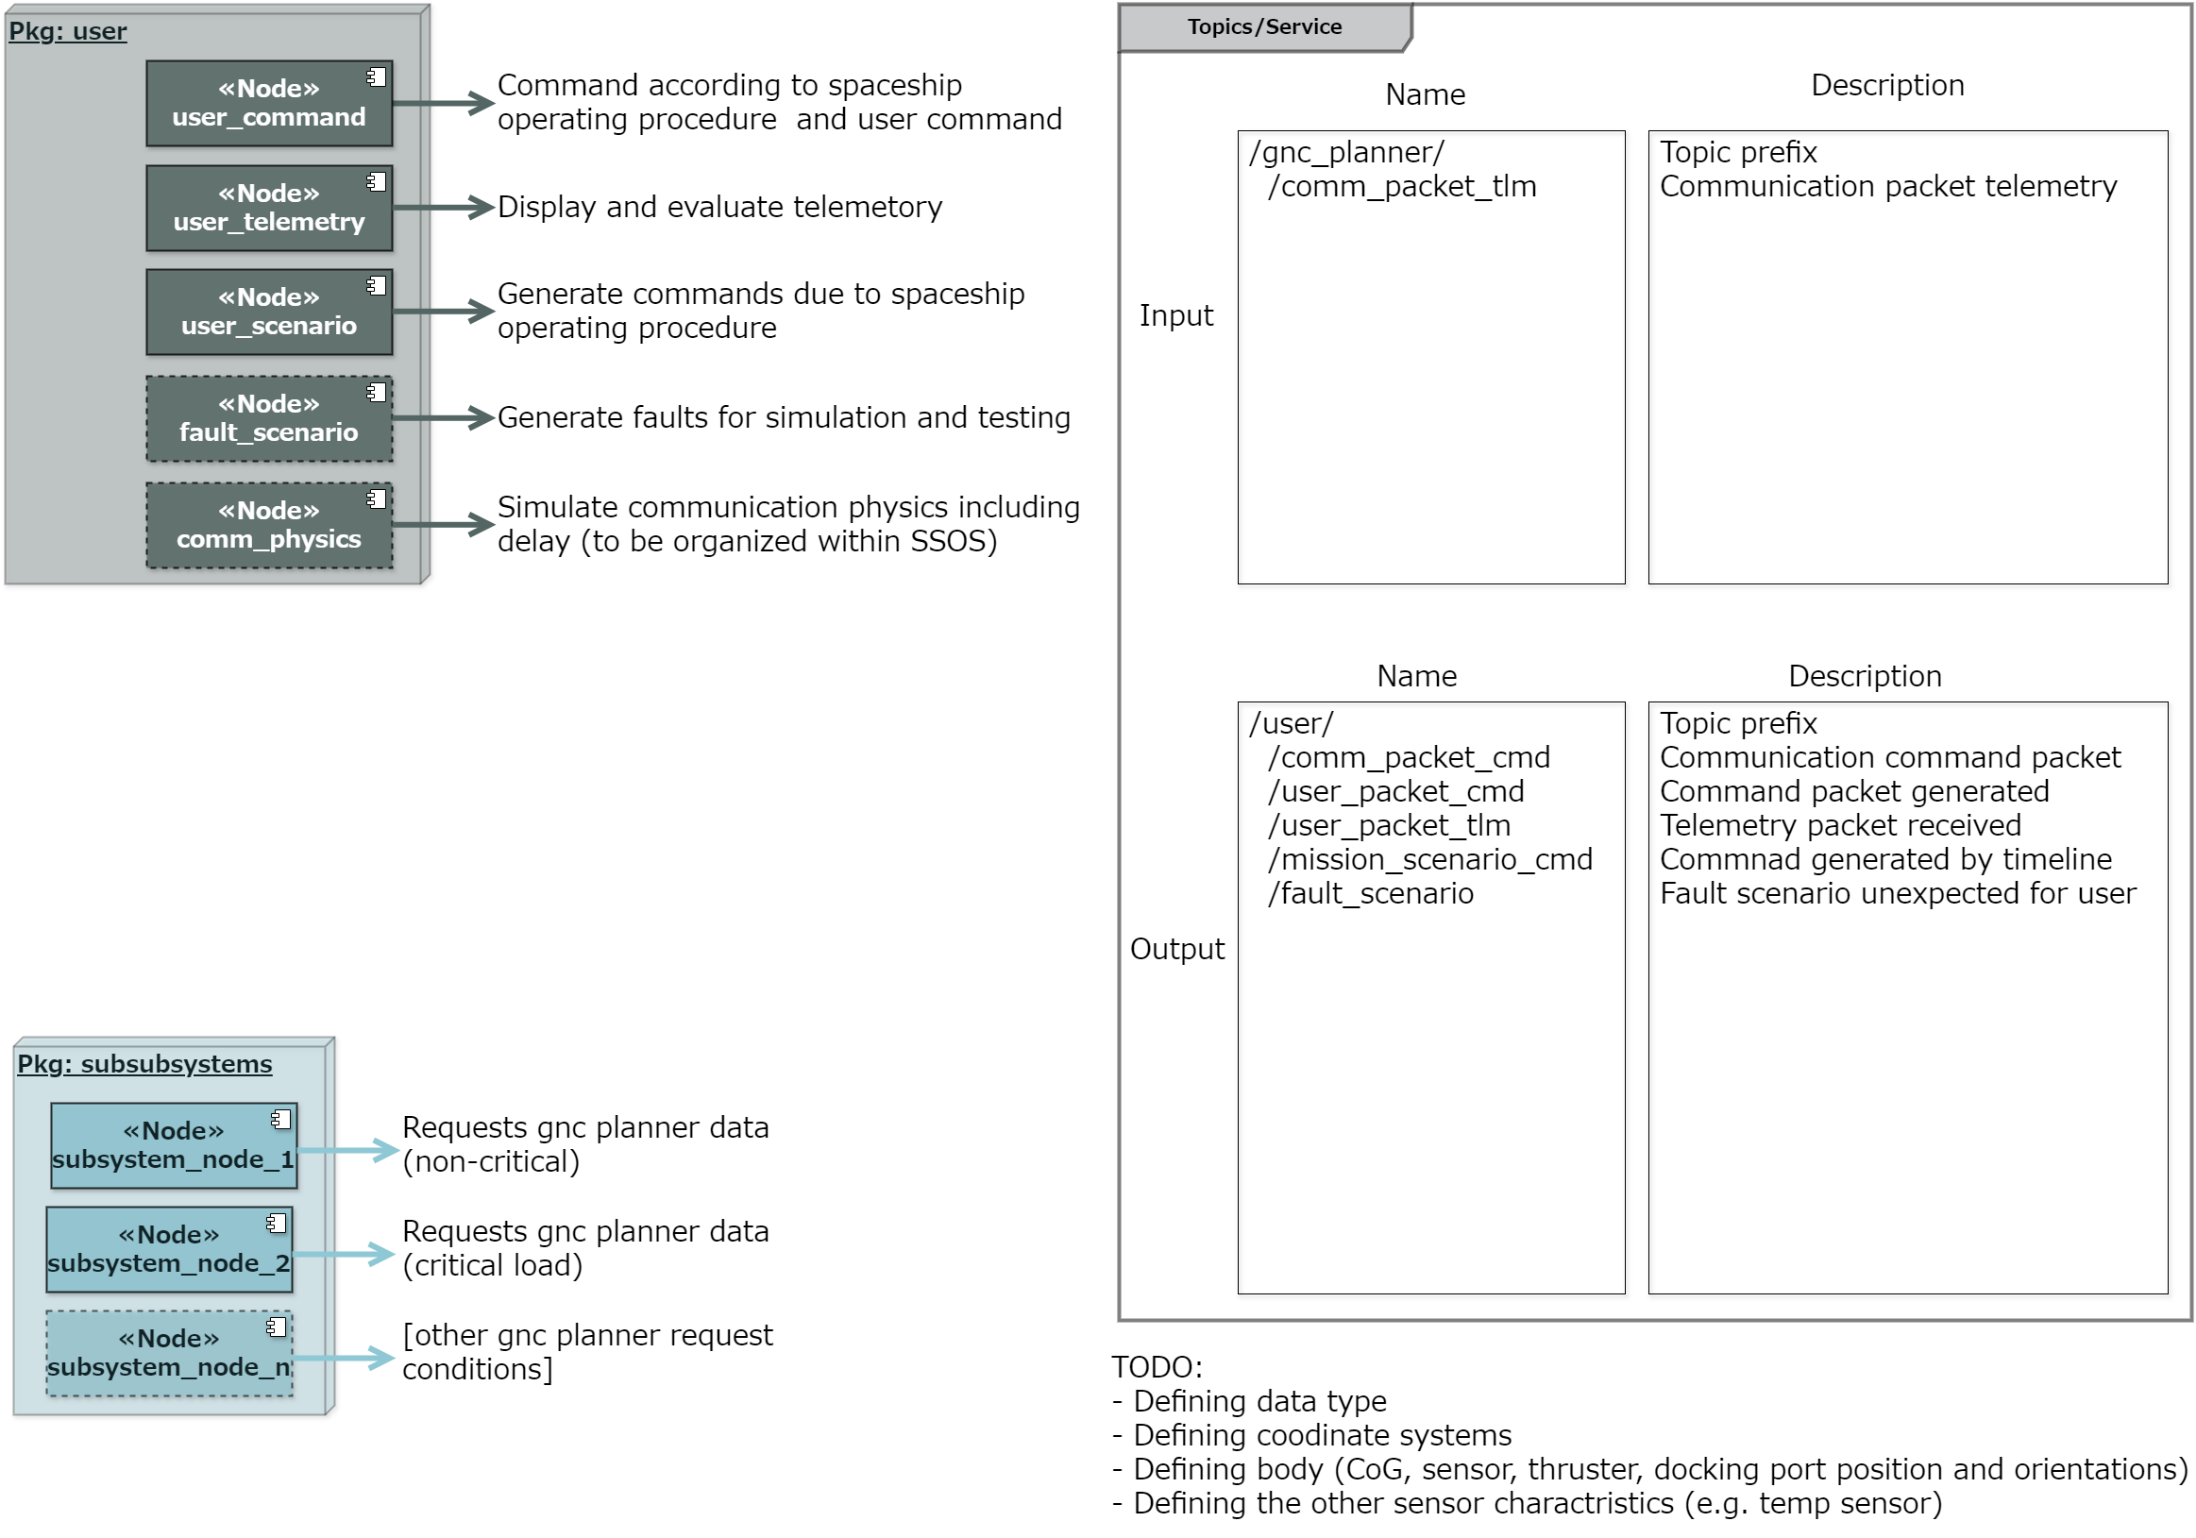 Pkg: user
«Node»
user_command
Command according to spaceship
operating procedure  and user command
«Node»
user_telemetry
Display and evaluate telemetory
«Node»
user_scenario
Generate commands due to spaceship
operating procedure
«Node»
fault_scenario
Generate faults for simulation and testing
«Node»
comm_physics
Simulate communication physics including
delay (to be organized within SSOS)
Pkg: subsubsystems
«Node»
subsystem_node_1
Requests gnc planner data
(non-critical)
«Node»
subsystem_node_2
Requests gnc planner data
(critical load)
«Node»
subsystem_node_n
[other gnc planner request
conditions]
Topics/Service
Name
Description
Input
/gnc_planner/
/comm_packet_tlm
Topic prefix
Communication packet telemetry
Name
Description
Output
/user/
/comm_packet_cmd
/user_packet_cmd
/user_packet_tlm
/mission_scenario_cmd
/fault_scenario
Topic prefix
Communication command packet
Command packet generated
Telemetry packet received
Commnad generated by timeline
Fault scenario unexpected for user
TODO:
- Defining data type
- Defining coodinate systems
- Defining body (CoG, sensor, thruster, docking port position and orientations)
- Defining the other sensor charactristics (e.g. temp sensor)